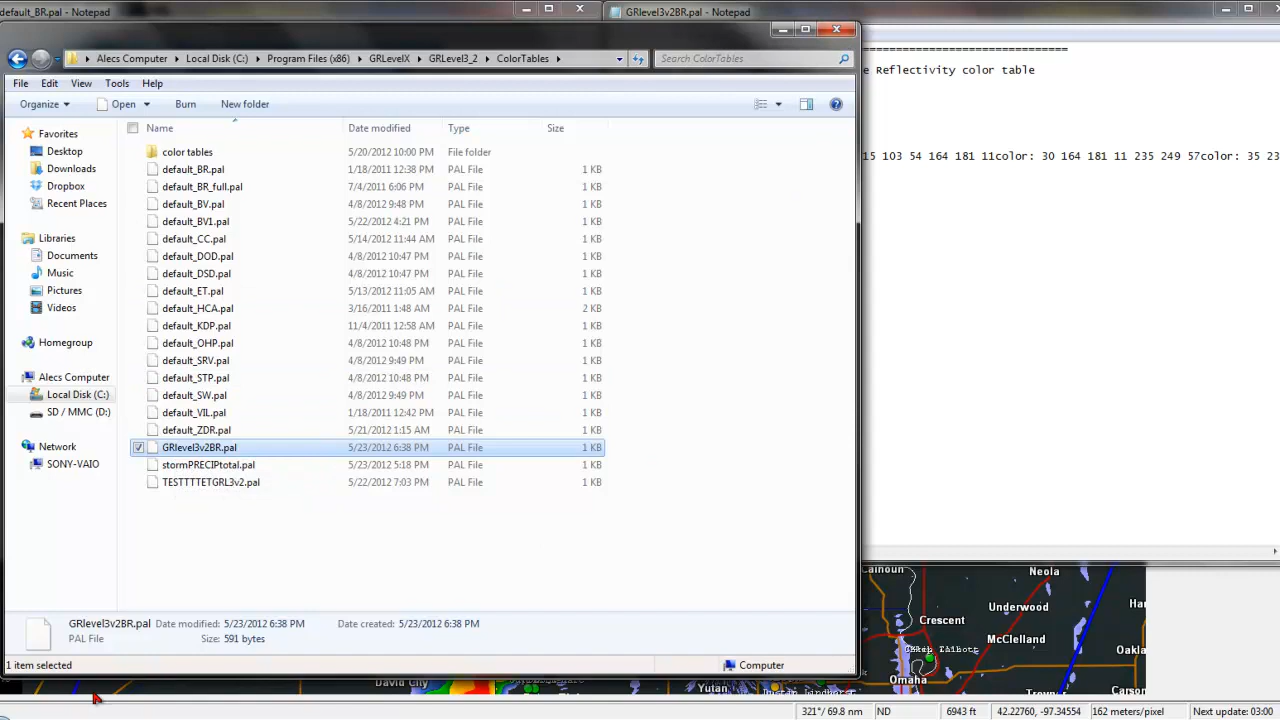 default_BR.pal - Notepad
GRlevel3v2BR.pal - Notepad
Alecs Computer Local Disk (C:) Program Files (x86) GRLevelX GRLevel3_2 ColorTables
Search ColorTables
File Edit View Tools Help
Organize Open Burn New folder
Name Date modified Type Size
Favorites
Desktop
Downloads
Dropbox
Recent Places
Libraries
Documents
Music
Pictures
Videos
Homegroup
Alecs Computer
Local Disk (C:)
SD / MMC (D:)
Network
SONY-VAIO
color tables 5/20/2012 10:00 PM File folder
default_BR.pal 1/18/2011 12:38 PM PAL File 1 KB
default_BR_full.pal 7/4/2011 6:06 PM PAL File 1 KB
default_BV.pal 4/8/2012 9:48 PM PAL File 1 KB
default_BV1.pal 5/22/2012 4:21 PM PAL File 1 KB
default_CC.pal 5/14/2012 11:44 AM PAL File 1 KB
default_DOD.pal 4/8/2012 10:47 PM PAL File 1 KB
default_DSD.pal 4/8/2012 10:47 PM PAL File 1 KB
default_ET.pal 5/13/2012 11:05 AM PAL File 1 KB
default_HCA.pal 3/16/2011 1:48 AM PAL File 2 KB
default_KDP.pal 11/4/2011 12:58 AM PAL File 1 KB
default_OHP.pal 4/8/2012 10:48 PM PAL File 1 KB
default_SRV.pal 4/8/2012 9:49 PM PAL File 1 KB
default_STP.pal 4/8/2012 10:48 PM PAL File 1 KB
default_SW.pal 4/8/2012 9:49 PM PAL File 1 KB
default_VIL.pal 1/18/2011 12:42 PM PAL File 1 KB
default_ZDR.pal 5/21/2012 1:15 AM PAL File 1 KB
GRlevel3v2BR.pal 5/23/2012 6:38 PM PAL File 1 KB
stormPRECIPtotal.pal 5/23/2012 5:18 PM PAL File 1 KB
TESTTTTETGRL3v2.pal 5/22/2012 7:03 PM PAL File 1 KB
GRlevel3v2BR.pal Date modified: 5/23/2012 6:38 PM Date created: 5/23/2012 6:38 PM
PAL File Size: 591 bytes
1 item selected Computer
==============================
e Reflectivity color table
15 103 54 164 181 11color: 30 164 181 11 235 249 57color: 35 23
Calhoun
Neola
Underwood
Crescent
McClelland
Omaha
Oakla
Carson
David City
Yutan
321°/ 69.8 nm ND 6943 ft 42.22760, -97.34554 162 meters/pixel Next update: 03:00